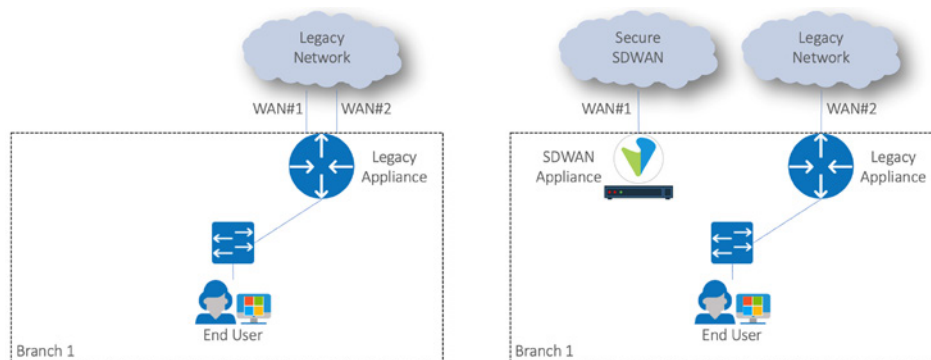 Legacy
Network
WAN#1
WAN#2
Legacy
Appliance
End User
Branch 1
Secure
SDWAN
Legacy
Network
WAN#1
WAN#2
SDWAN
Appliance
Legacy
Appliance
End User
Branch 1